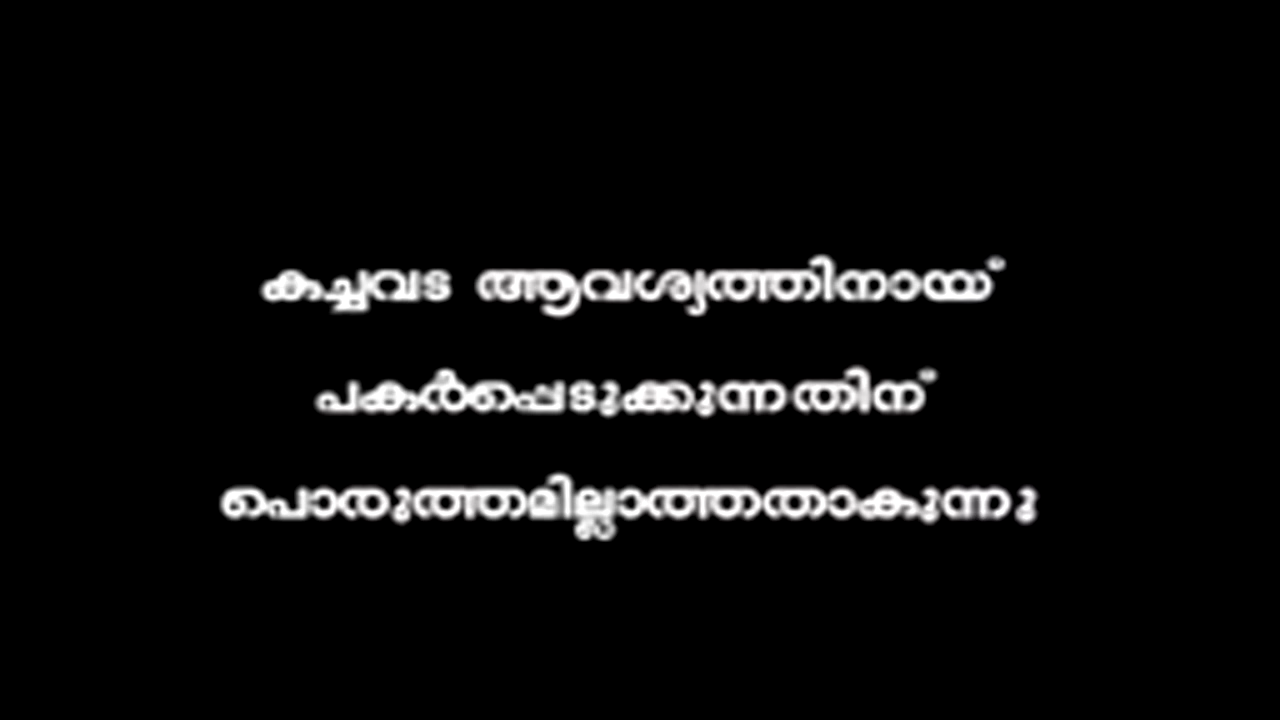 കച്ചവട ആവശ്യത്തിനായ്
പകർപ്പെടുക്കുന്നതിന്
പൊരുത്തമില്ലാത്തതാകുന്നു